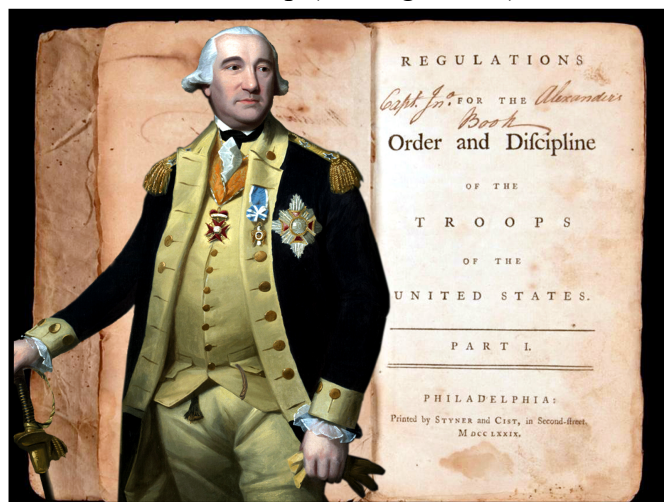 REGULATIONS
Capt. Jno. FOR THE Alexander's
Book
Order and Diſcipline
OF THE
TROOPS
OF THE
UNITED STATES.
PART I.
PHILADELPHIA:
Printed by STYNER and CIST, in Second-ſtreet.
M DCC LXXIX.